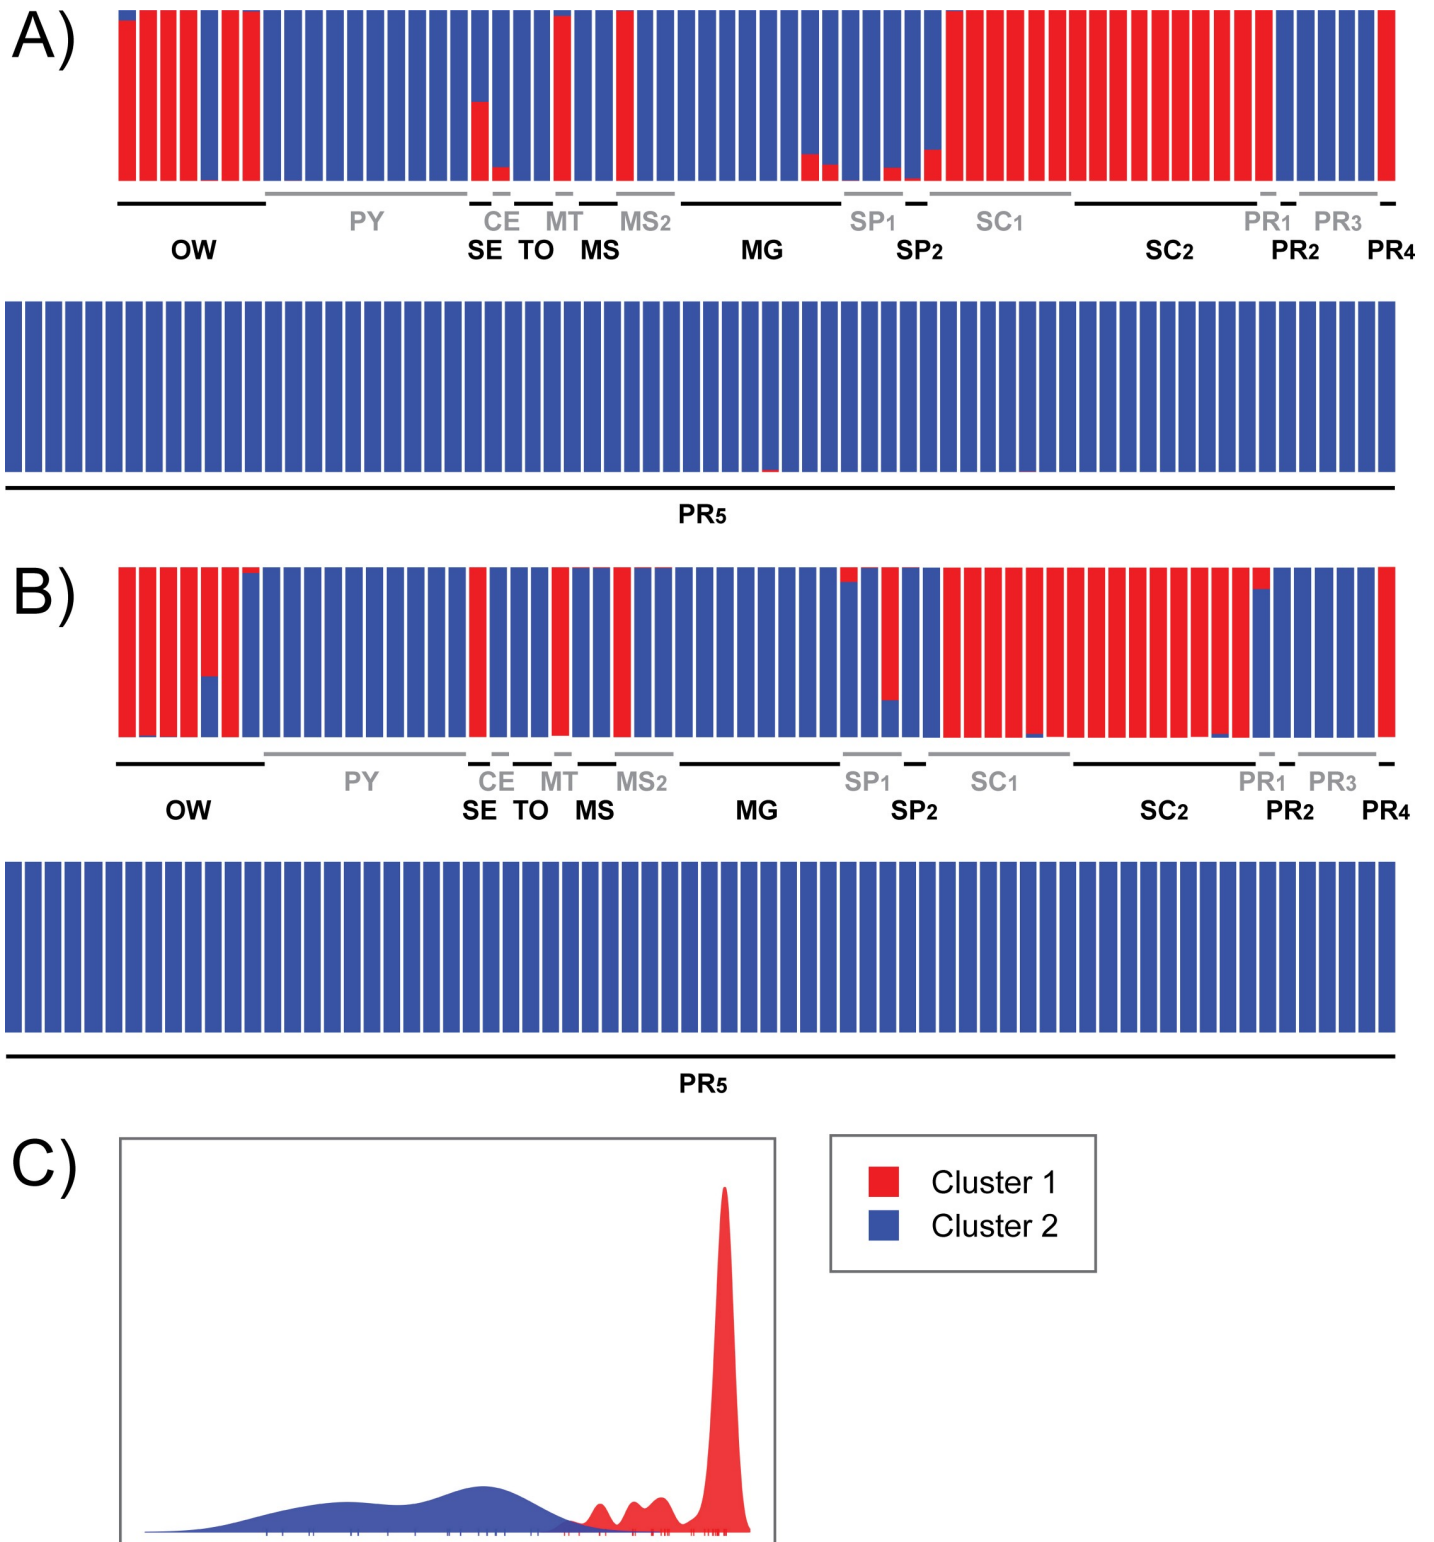 A)
PY CE MT MS2 SP1 SC1 PR1 PR3
OW SE TO MS MG SP2 SC2 PR2 PR4
PR5
B)
PY CE MT MS2 SP1 SC1 PR1 PR3
OW SE TO MS MG SP2 SC2 PR2 PR4
PR5
C)
Cluster 1
Cluster 2